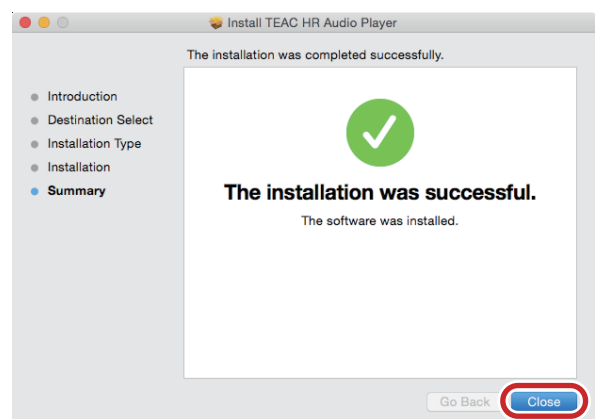 Install TEAC HR Audio Player
The installation was completed successfully.
Introduction
Destination Select
Installation Type
Installation
Summary
The installation was successful.
The software was installed.
Go Back
Close